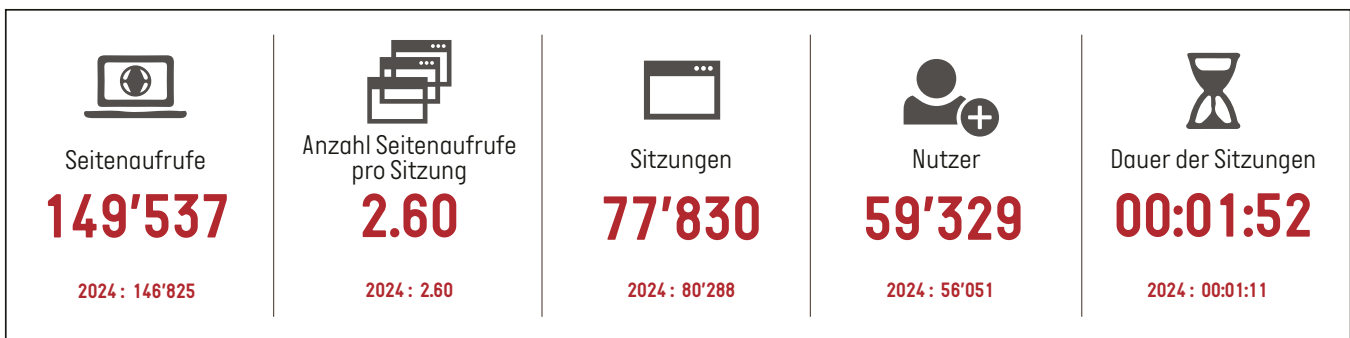 Seitenaufrufe
149'537
2024 : 146'825
Anzahl Seitenaufrufe
pro Sitzung
2.60
2024 : 2.60
Sitzungen
77'830
2024 : 80'288
Nutzer
59'329
2024 : 56'051
Dauer der Sitzungen
00:01:52
2024 : 00:01:11